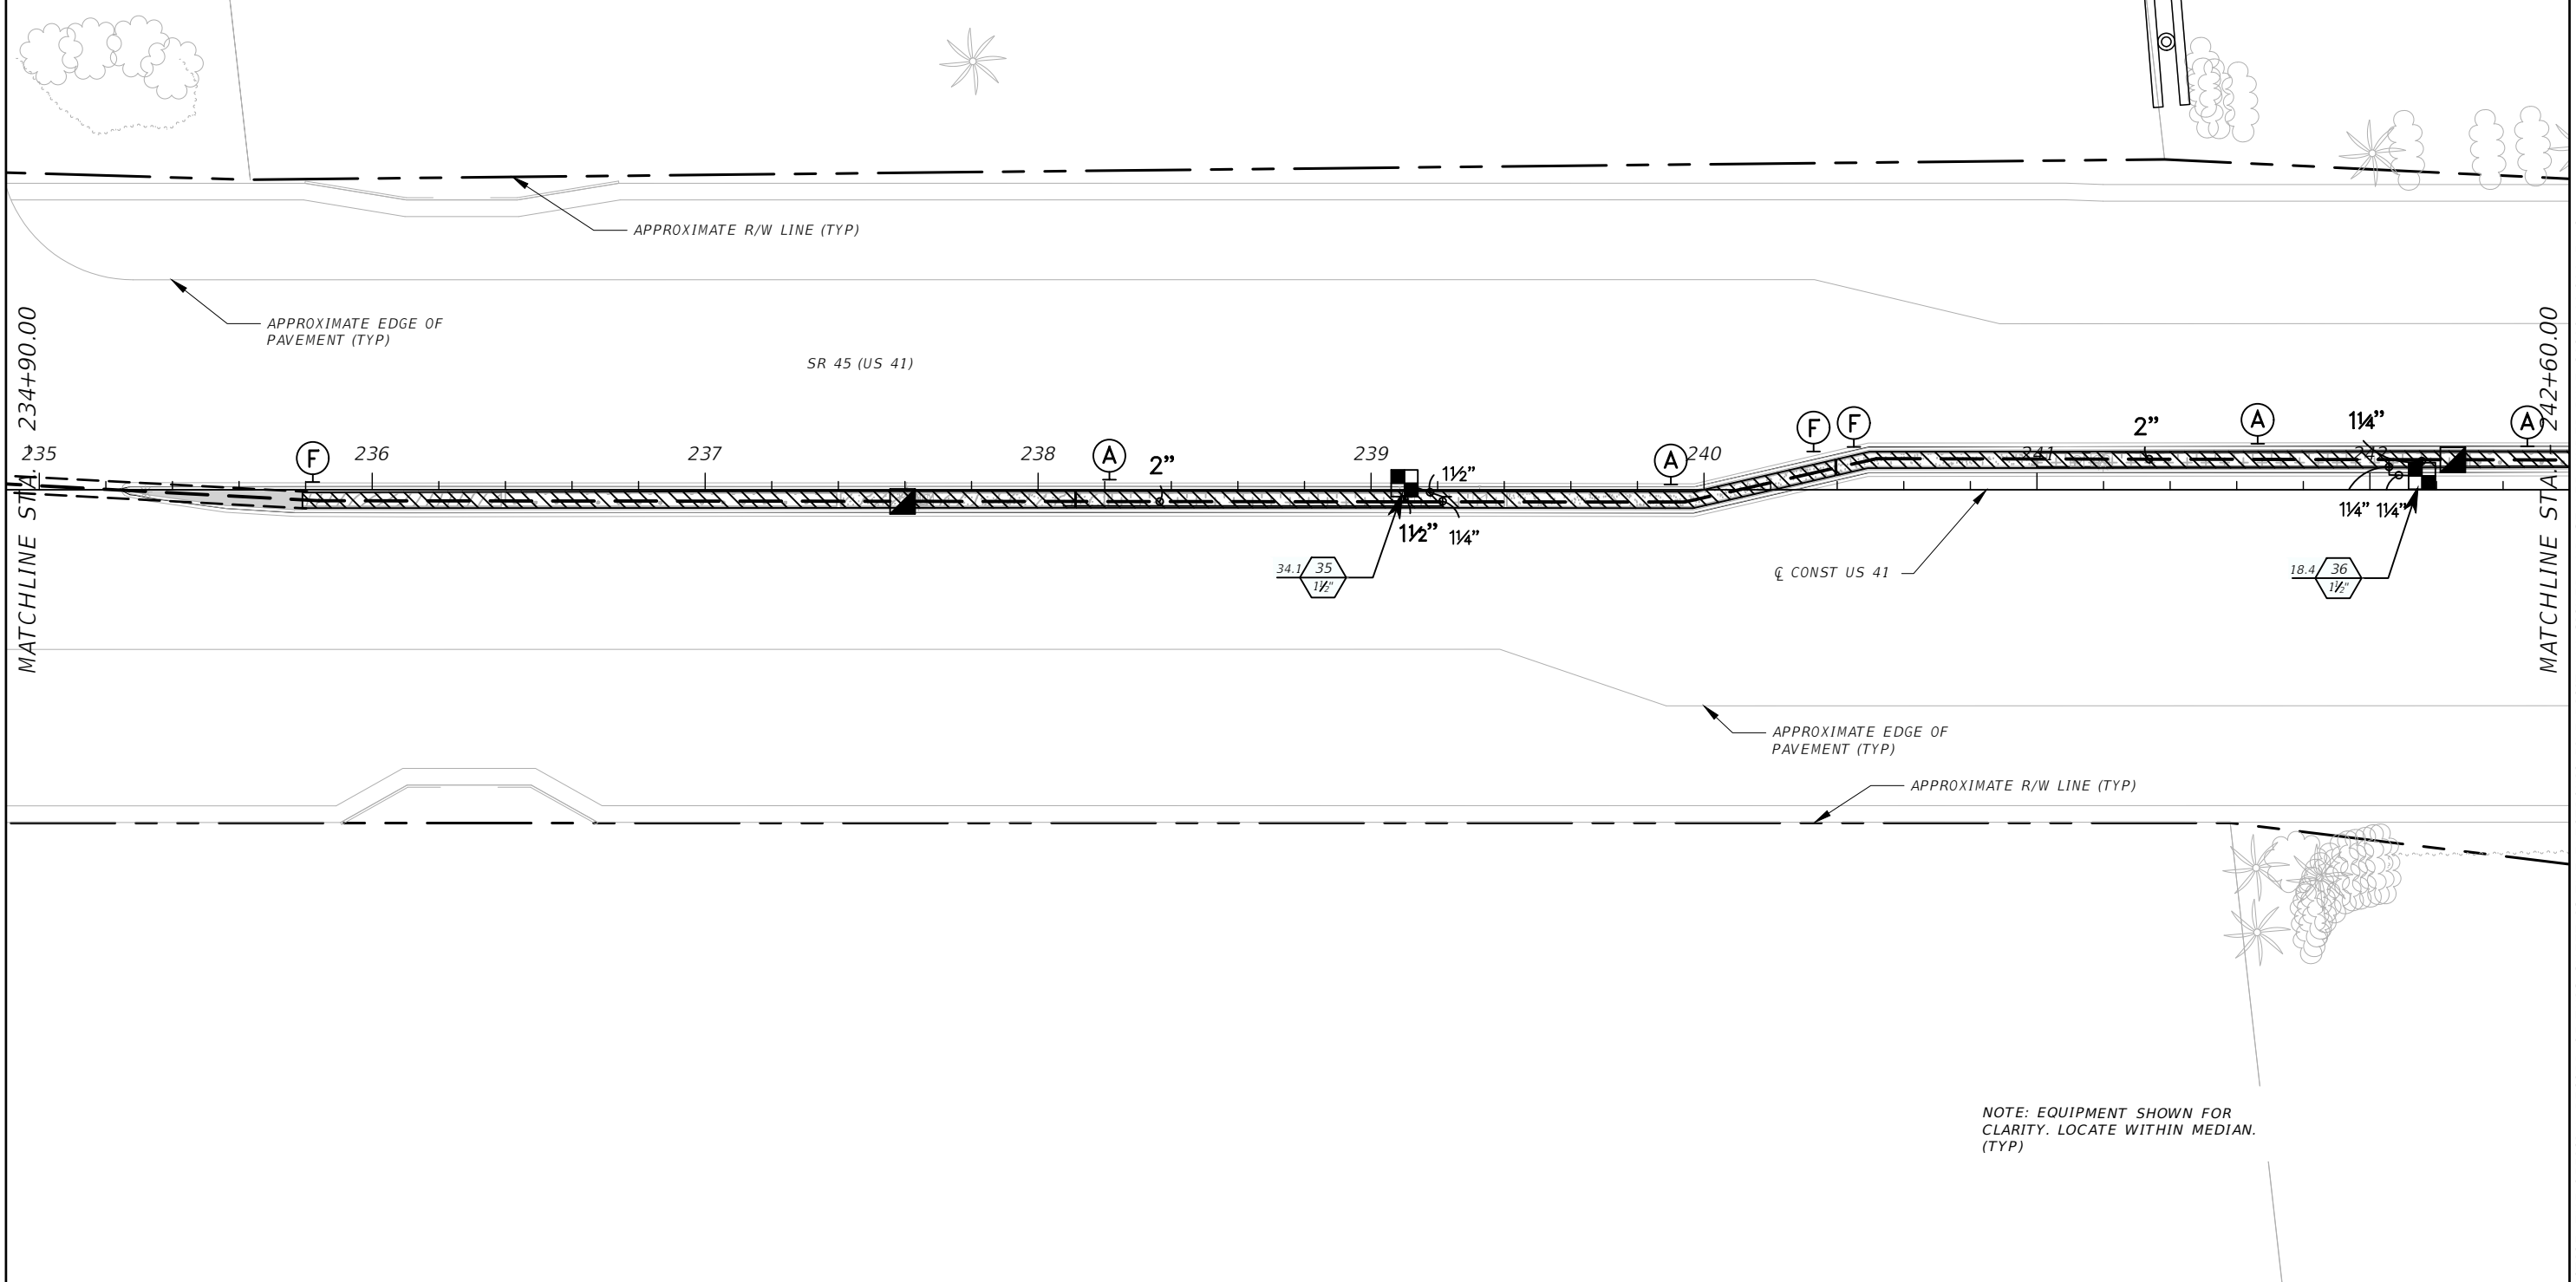 APPROXIMATE R/W LINE (TYP)
APPROXIMATE EDGE OF
PAVEMENT (TYP)
SR 45 (US 41)
MATCHLINE STA. 234+90.00
MATCHLINE STA. 242+60.00
235
F
236
237
238
A
2”
239
1½”
A
240
F
F
241
2”
A
1¼”
242
A
1½”
1¼”
1¼”
1¼”
34.1
35
1½"
℄ CONST US 41
18.4
36
1½"
APPROXIMATE EDGE OF
PAVEMENT (TYP)
APPROXIMATE R/W LINE (TYP)
NOTE: EQUIPMENT SHOWN FOR
CLARITY. LOCATE WITHIN MEDIAN.
(TYP)